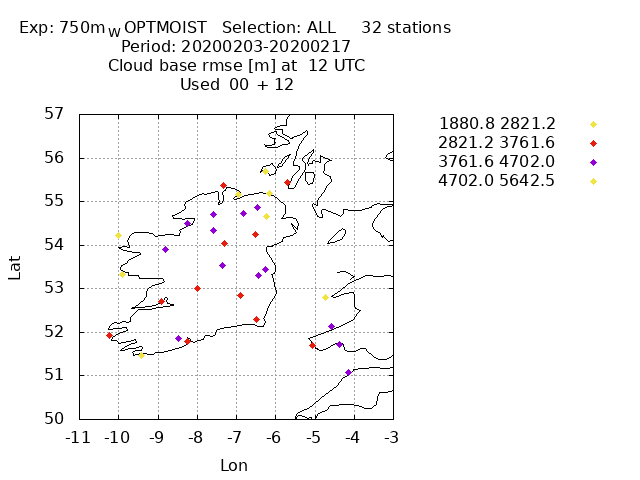 Exp: 750m_W OPTMOIST Selection: ALL 32 stations
Period: 20200203-20200217
Cloud base rmse [m] at 12 UTC
Used 00 + 12
1880.8 2821.2
2821.2 3761.6
3761.6 4702.0
4702.0 5642.5
57
56
55
54
53
52
51
50
Lat
-11 -10 -9 -8 -7 -6 -5 -4 -3
Lon